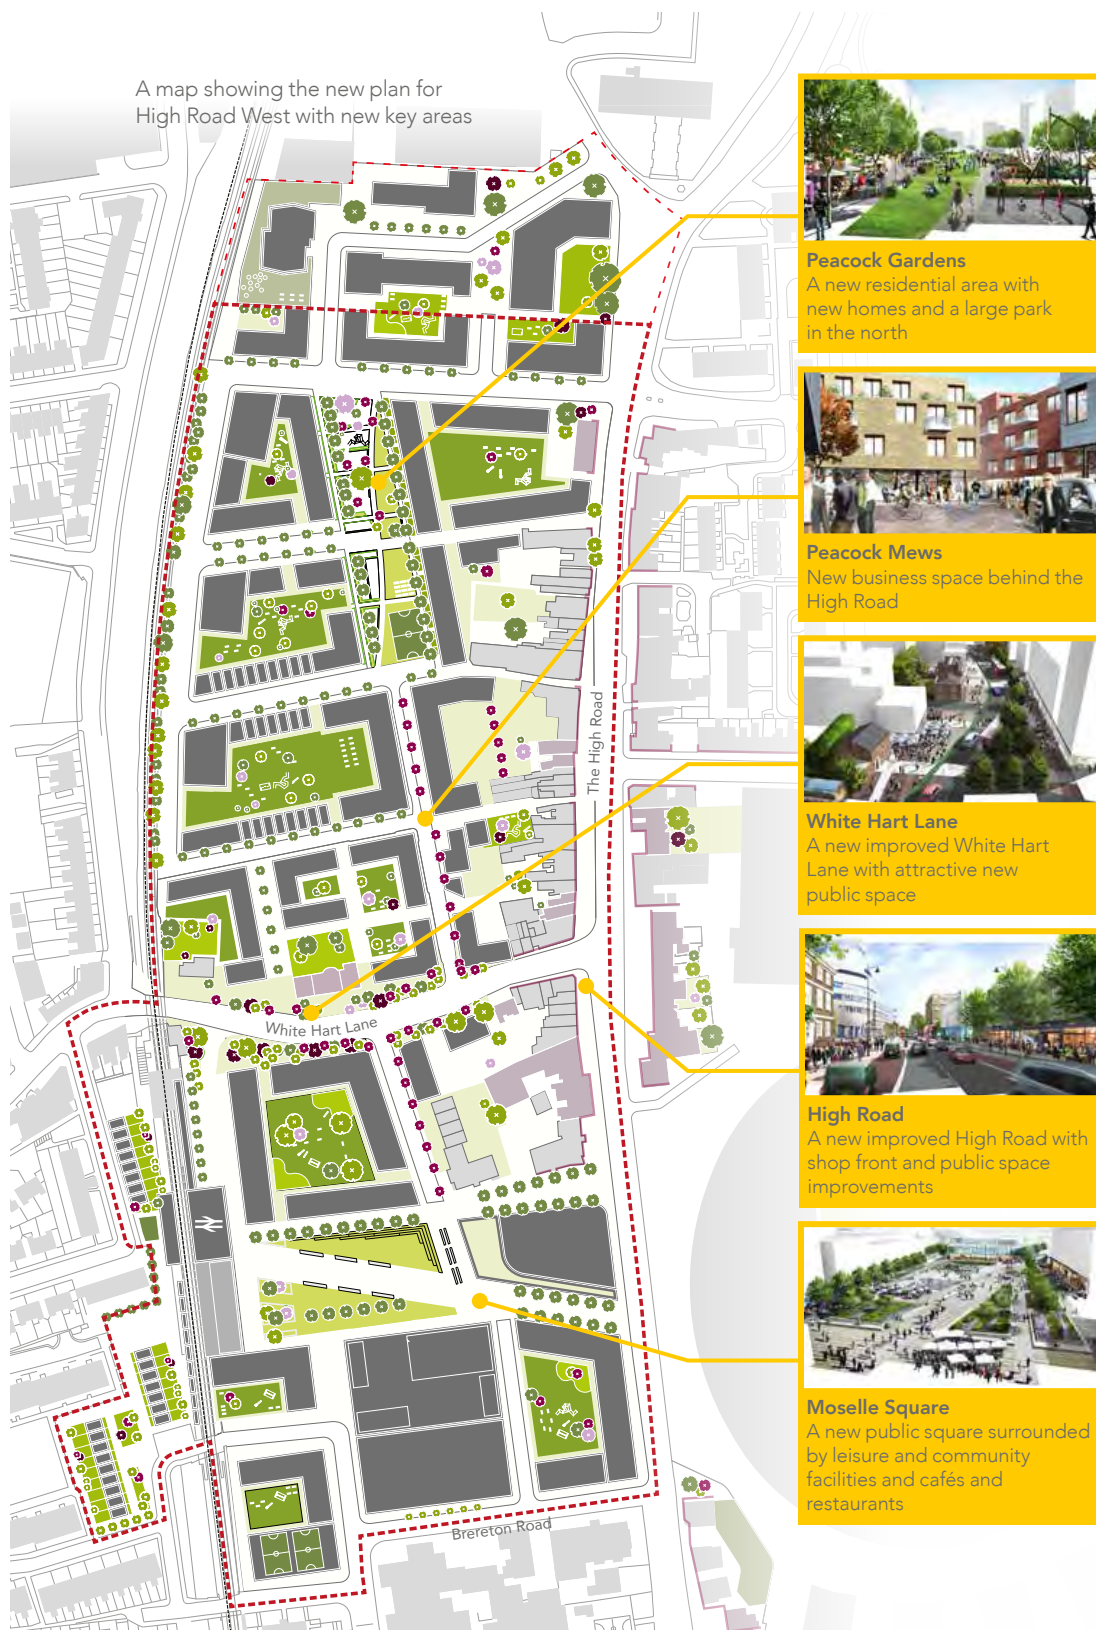 A map showing the new plan for
High Road West with new key areas
Peacock Gardens
A new residential area with
new homes and a large park
in the north
Peacock Mews
New business space behind the
High Road
The High Road
White Hart Lane
A new improved White Hart
Lane with attractive new
public space
White Hart Lane
High Road
A new improved High Road with
shop front and public space
improvements
Moselle Square
A new public square surrounded
by leisure and community
facilities and cafés and
restaurants
Brereton Road